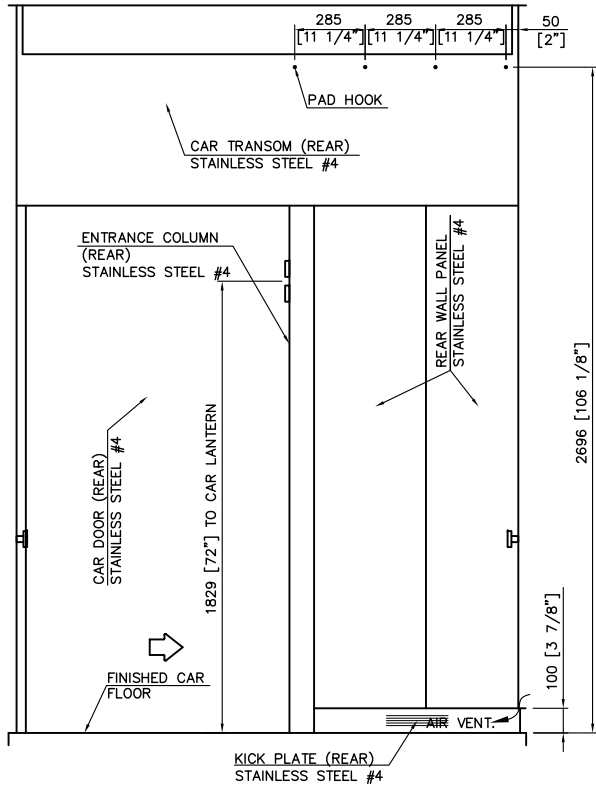 285
[11 1/4"]
285
[11 1/4"]
285
[11 1/4"]
50
[2"]
PAD HOOK
CAR TRANSOM (REAR)
STAINLESS STEEL #4
ENTRANCE COLUMN
(REAR)
STAINLESS STEEL #4
REAR WALL PANEL
STAINLESS STEEL #4
2696 [106 1/8"]
CAR DOOR (REAR)
STAINLESS STEEL #4
1829 [72"] TO CAR LANTERN
100 [3 7/8"]
FINISHED CAR
FLOOR
AIR VENT.
KICK PLATE (REAR)
STAINLESS STEEL #4